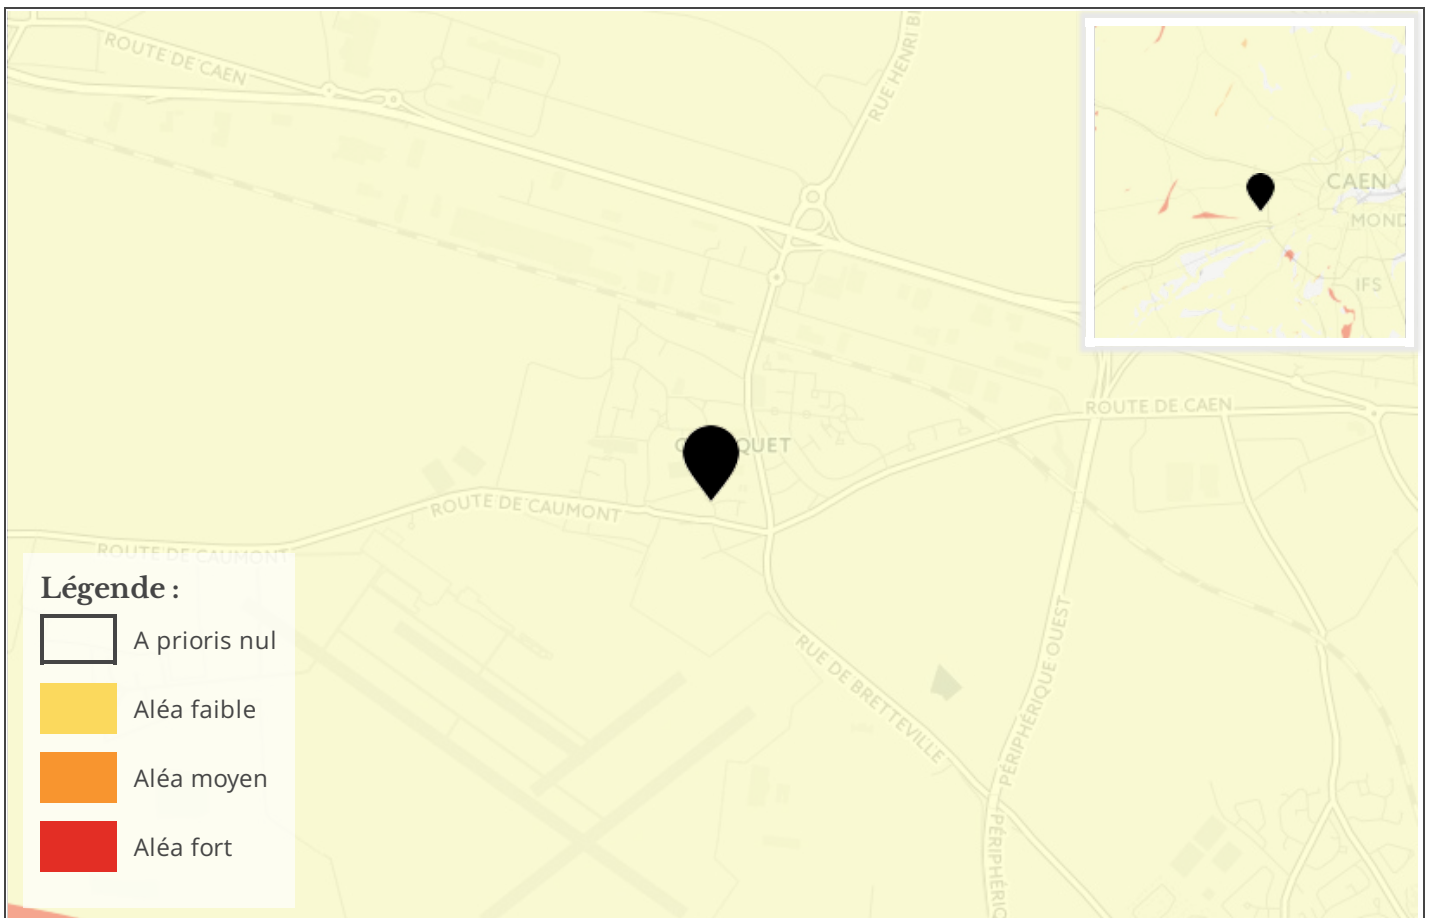 ROUTE DE CAEN
RUE HENRI
CAEN
MOND
IFS
ROUTE DE CAEN
QUET
ROUTE DE CAUMONT
ROUTE DE CAUMONT
RUE DE BRETTEVILLE
PÉRIPHÉRIQUE OUEST
PÉRIPHÉRIQ
Légende :
A prioris nul
Aléa faible
Aléa moyen
Aléa fort